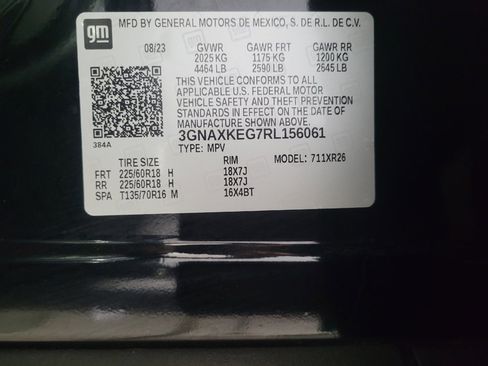 gm
MFD BY GENERAL MOTORS DE MEXICO, S. DE R.L. DE C.V.
08/23 GVWR GAWR FRT GAWR RR
2025 KG 1175 KG 1200 KG
4464 LB 2590 LB 2645 LB
THIS VEHICLE CONFORMS TO ALL
APPLICABLE U.S. FEDERAL MOTOR
VEHICLE SAFETY AND THEFT PREVENTION
STANDARDS IN EFFECT ON THE DATE OF
MANUFACTURE SHOWN ABOVE.
384A
3GNAXKEG7RL156061
TYPE: MPV
TIRE SIZE RIM MODEL: 711XR26
FRT 225/60R18 H 18X7J
RR 225/60R18 H 18X7J
SPA T135/70R16 M 16X4BT